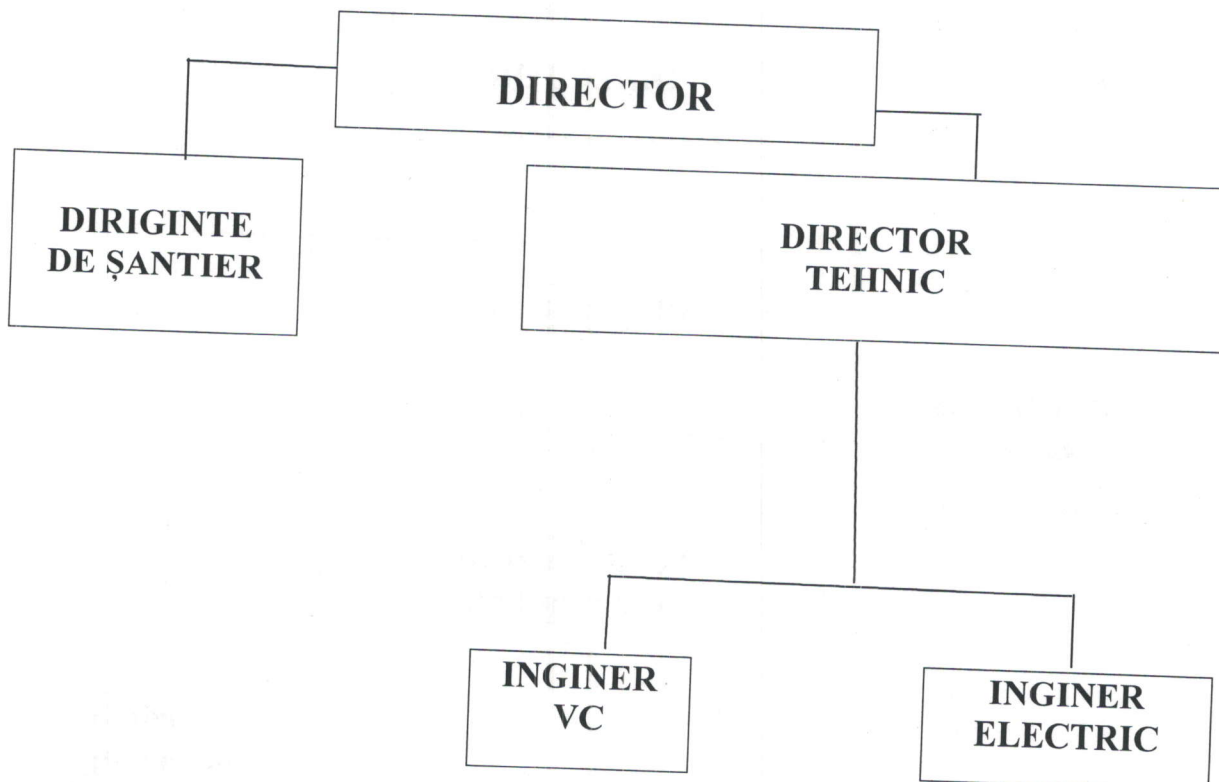 DIRECTOR
DIRIGINTE
DE ȘANTIER
DIRECTOR
TEHNIC
INGINER
VC
INGINER
ELECTRIC